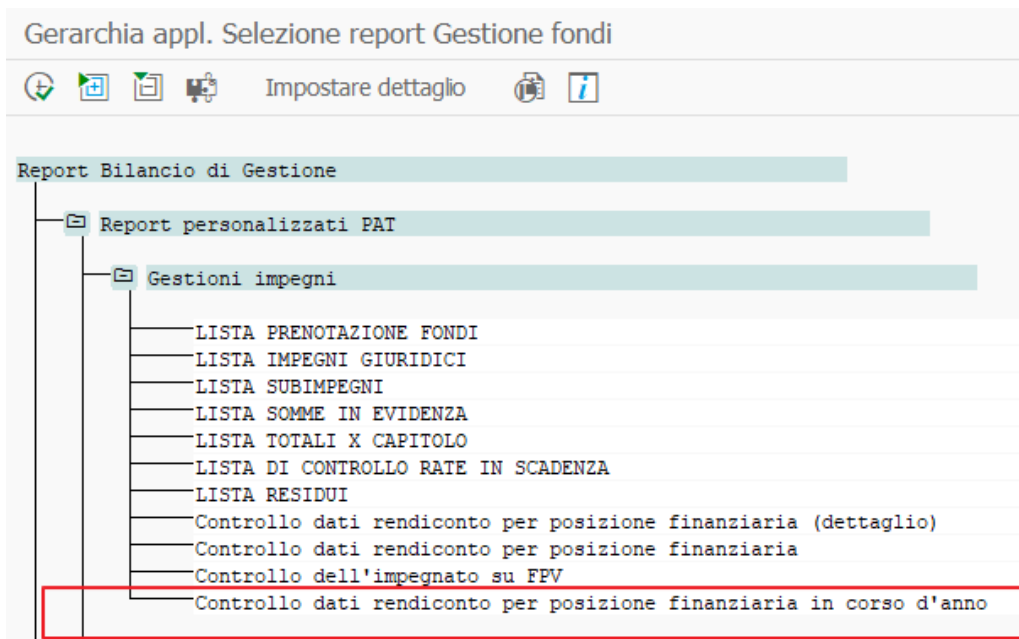 Gerarchia appl. Selezione report Gestione fondi
Impostare dettaglio
Report Bilancio di Gestione
Report personalizzati PAT
Gestioni impegni
LISTA PRENOTAZIONE FONDI
LISTA IMPEGNI GIURIDICI
LISTA SUBIMPEGNI
LISTA SOMME IN EVIDENZA
LISTA TOTALI X CAPITOLO
LISTA DI CONTROLLO RATE IN SCADENZA
LISTA RESIDUI
Controllo dati rendiconto per posizione finanziaria (dettaglio)
Controllo dati rendiconto per posizione finanziaria
Controllo dell'impegnato su FPV
Controllo dati rendiconto per posizione finanziaria in corso d'anno